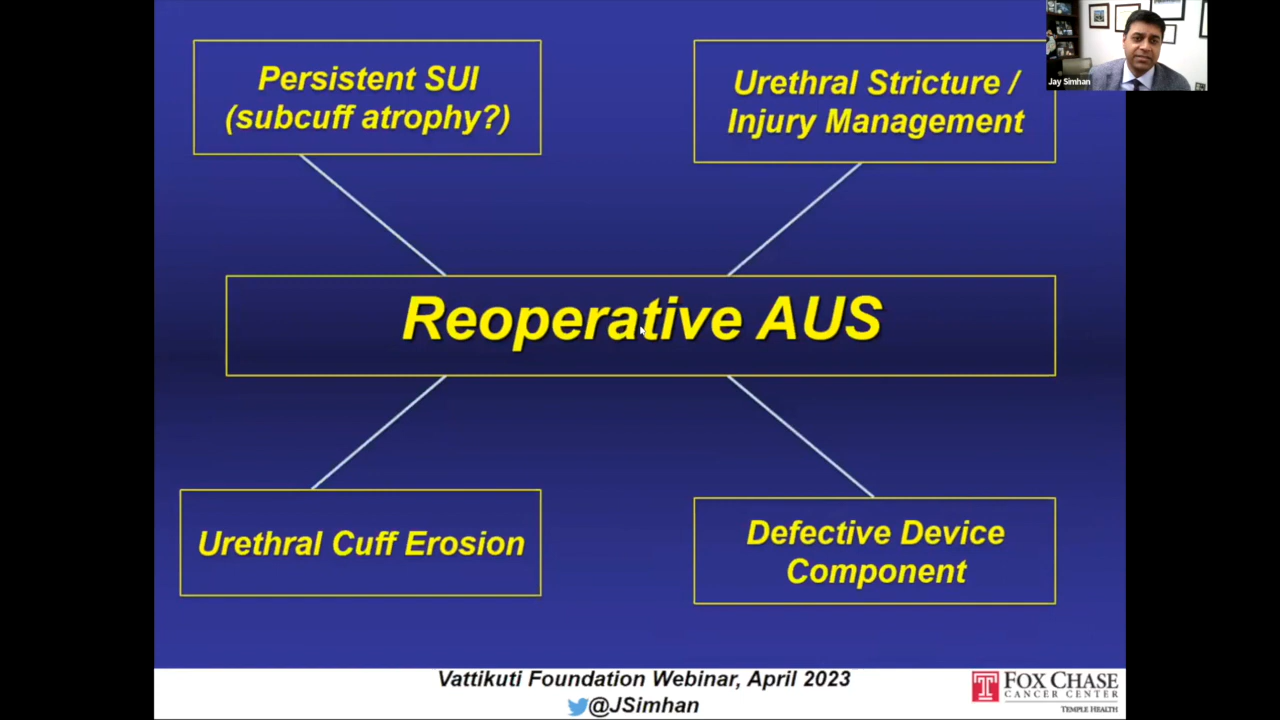 Jay Simhan
Persistent SUI
(subcuff atrophy?)
Urethral Stricture /
Injury Management
Reoperative AUS
Urethral Cuff Erosion
Defective Device
Component
Vattikuti Foundation Webinar, April 2023
@JSimhan
T
FOX CHASE
CANCER CENTER
TEMPLE HEALTH